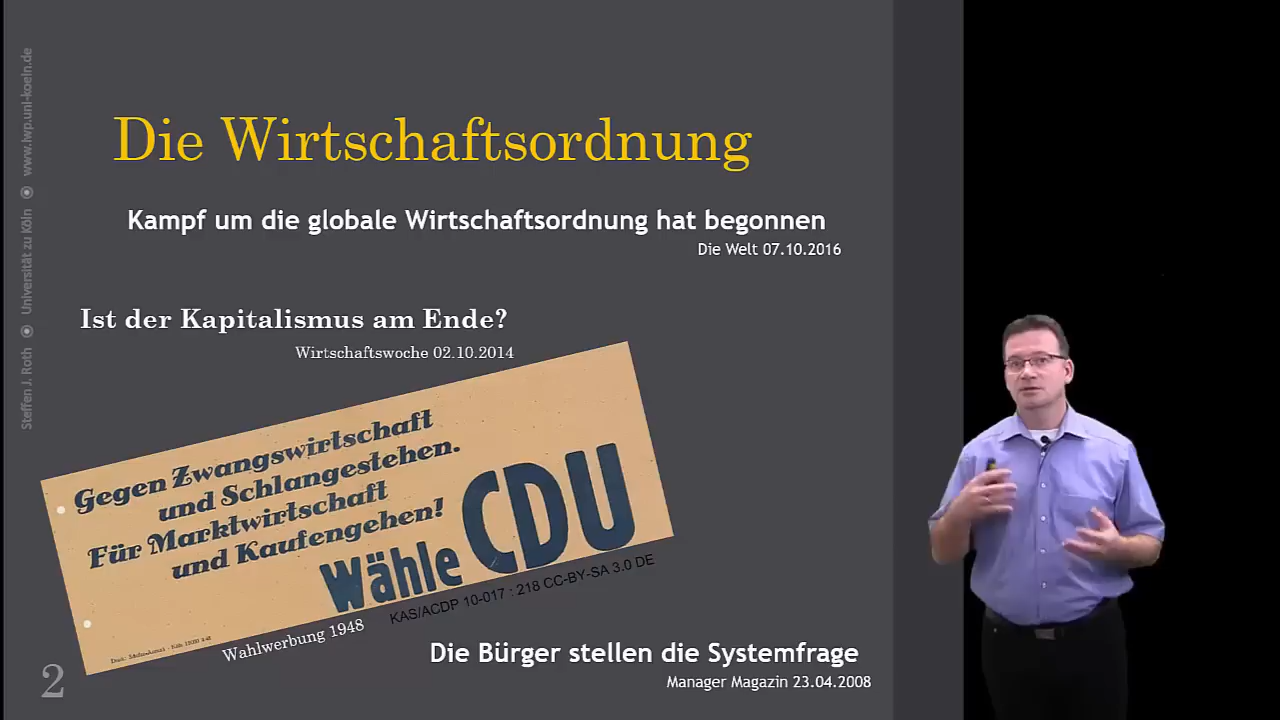 Steffen J. Roth ◉ Universität zu Köln ◉ www.iwp.uni-koeln.de
Die Wirtschaftsordnung
Kampf um die globale Wirtschaftsordnung hat begonnen
Die Welt 07.10.2016
Ist der Kapitalismus am Ende?
Wirtschaftswoche 02.10.2014
Gegen Zwangswirtschaft
und Schlangestehen.
Für Marktwirtschaft
und Kaufengehen!
Wähle CDU
KAS/ACDP 10-017 : 218 CC-BY-SA 3.0 DE
Wahlwerbung 1948
Die Bürger stellen die Systemfrage
Manager Magazin 23.04.2008
2